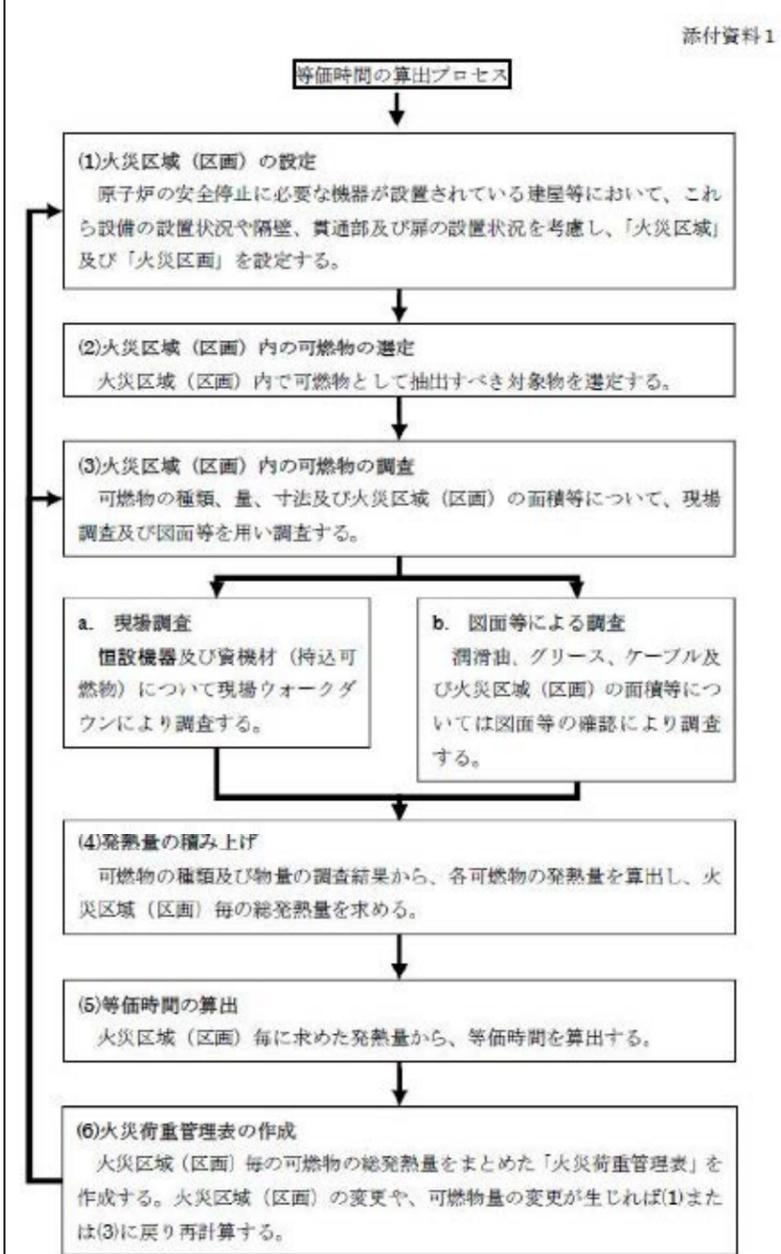 添付資料1
等価時間の算出プロセス
(1)火災区域（区画）の設定
原子炉の安全停止に必要な機器が設置されている建屋等において、これ
ら設備の設置状況や隔壁、貫通部及び扉の設置状況を考慮し、「火災区域」
及び「火災区画」を設定する。
(2)火災区域（区画）内の可燃物の選定
火災区域（区画）内で可燃物として抽出すべき対象物を選定する。
(3)火災区域（区画）内の可燃物の調査
可燃物の種類、量、寸法及び火災区域（区画）の面積等について、現場
調査及び図面等を用い調査する。
a. 現場調査
恒設機器及び資機材（持込可
燃物）について現場ウォークダ
ウンにより調査する。
b. 図面等による調査
潤滑油、グリース、ケーブル及
び火災区域（区画）の面積等につ
いては図面等の確認により調査
する。
(4)発熱量の積み上げ
可燃物の種類及び物量の調査結果から、各可燃物の発熱量を算出し、火
災区域（区画）毎の総発熱量を求める。
(5)等価時間の算出
火災区域（区画）毎に求めた発熱量から、等価時間を算出する。
(6)火災荷重管理表の作成
火災区域（区画）毎の可燃物の総発熱量をまとめた「火災荷重管理表」を
作成する。火災区域（区画）の変更や、可燃物量の変更が生じれば(1)また
は(3)に戻り再計算する。